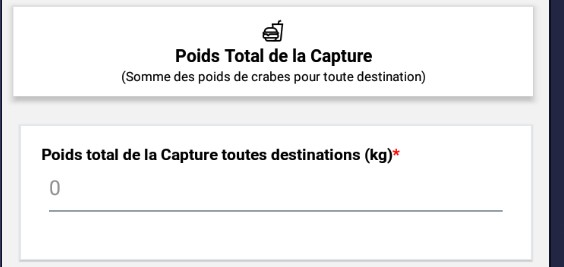 Poids Total de la Capture
(Somme des poids de crabes pour toute destination)
Poids total de la Capture toutes destinations (kg)*
0